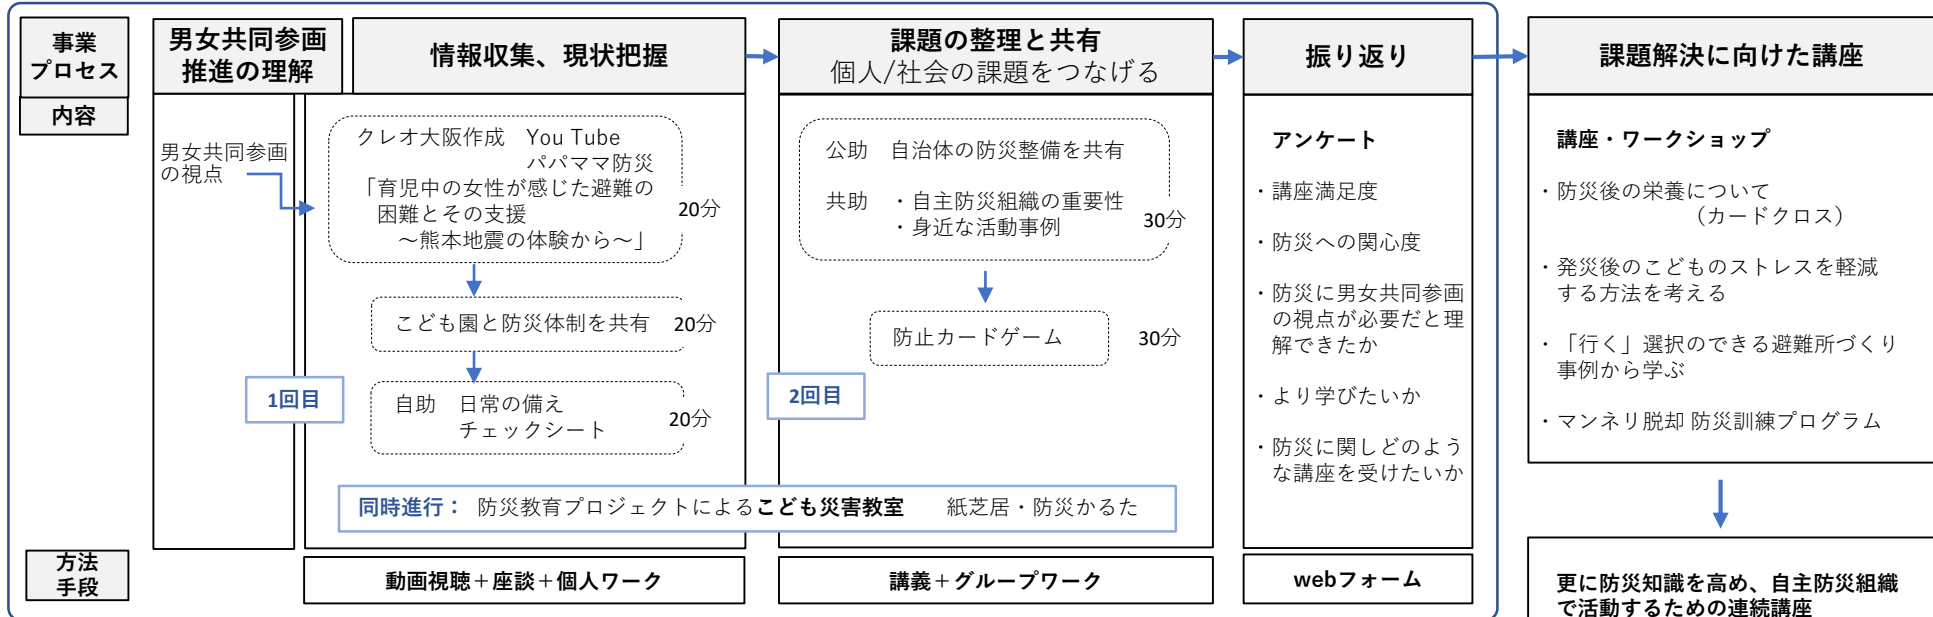 事業
プロセス
内容
方法
手段
男女共同参画
推進の理解
男女共同参画
の視点
情報収集、現状把握
クレオ大阪作成　You Tube
パパママ防災
「育児中の女性が感じた避難の
困難とその支援
～熊本地震の体験から～」
20分
こども園と防災体制を共有
20分
1回目
自助　日常の備え
チェックシート
20分
動画視聴＋座談＋個人ワーク
課題の整理と共有
個人/社会の課題をつなげる
公助　自治体の防災整備を共有
共助　・自主防災組織の重要性
・身近な活動事例
30分
防止カードゲーム
30分
2回目
同時進行： 防災教育プロジェクトによるこども災害教室　紙芝居・防災かるた
講義＋グループワーク
振り返り
アンケート
・講座満足度
・防災への関心度
・防災に男女共同参画
の視点が必要だと理
解できたか
・より学びたいか
・防災に関しどのよう
な講座を受けたいか
webフォーム
課題解決に向けた講座
講座・ワークショップ
・防災後の栄養について
（カードクロス）
・発災後のこどものストレスを軽減
する方法を考える
・「行く」選択のできる避難所づくり
事例から学ぶ
・マンネリ脱却 防災訓練プログラム
更に防災知識を高め、自主防災組織
で活動するための連続講座